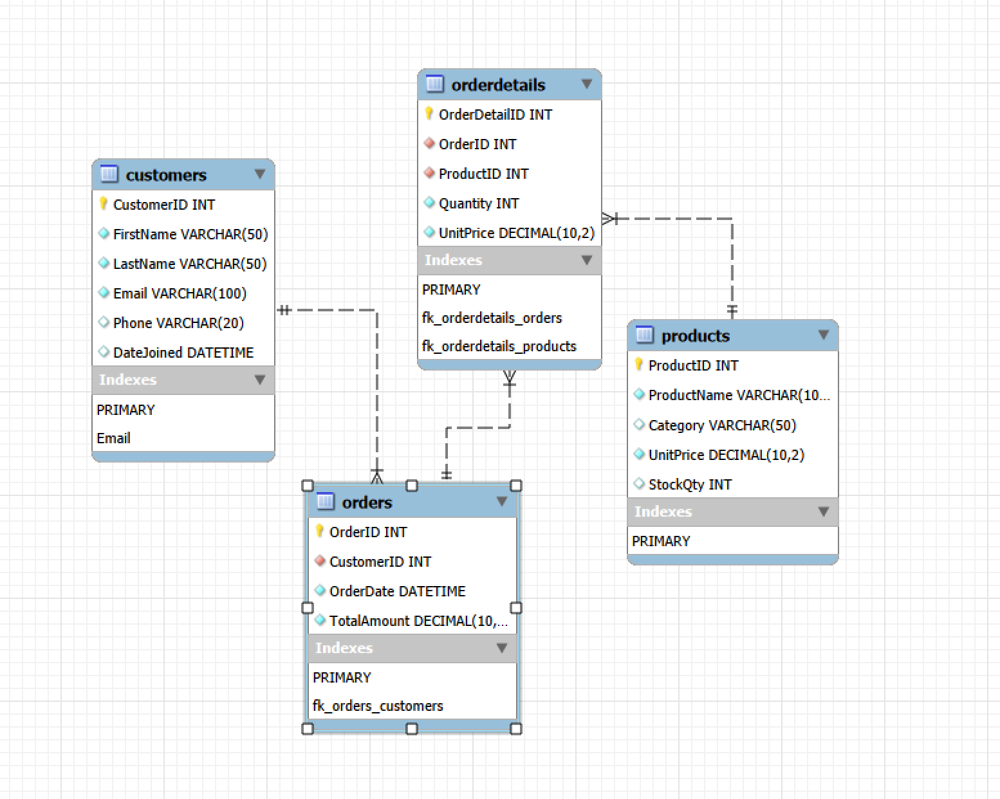 customers
CustomerID INT
FirstName VARCHAR(50)
LastName VARCHAR(50)
Email VARCHAR(100)
Phone VARCHAR(20)
DateJoined DATETIME
Indexes
PRIMARY
Email
orderdetails
OrderDetailID INT
OrderID INT
ProductID INT
Quantity INT
UnitPrice DECIMAL(10,2)
Indexes
PRIMARY
fk_orderdetails_orders
fk_orderdetails_products
products
ProductID INT
ProductName VARCHAR(10...
Category VARCHAR(50)
UnitPrice DECIMAL(10,2)
StockQty INT
Indexes
PRIMARY
orders
OrderID INT
CustomerID INT
OrderDate DATETIME
TotalAmount DECIMAL(10,...
Indexes
PRIMARY
fk_orders_customers